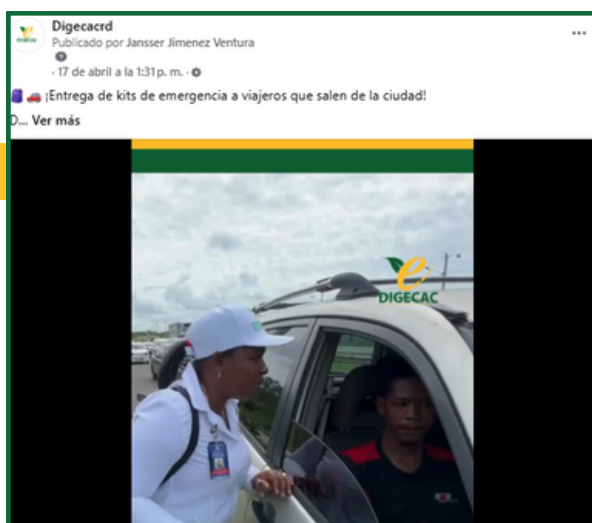 Digecacrd
Publicado por Jansser Jimenez Ventura
· 17 de abril a la 1:31 p. m. ·
¡Entrega de kits de emergencia a viajeros que salen de la ciudad!
D... Ver más
DIGECAC